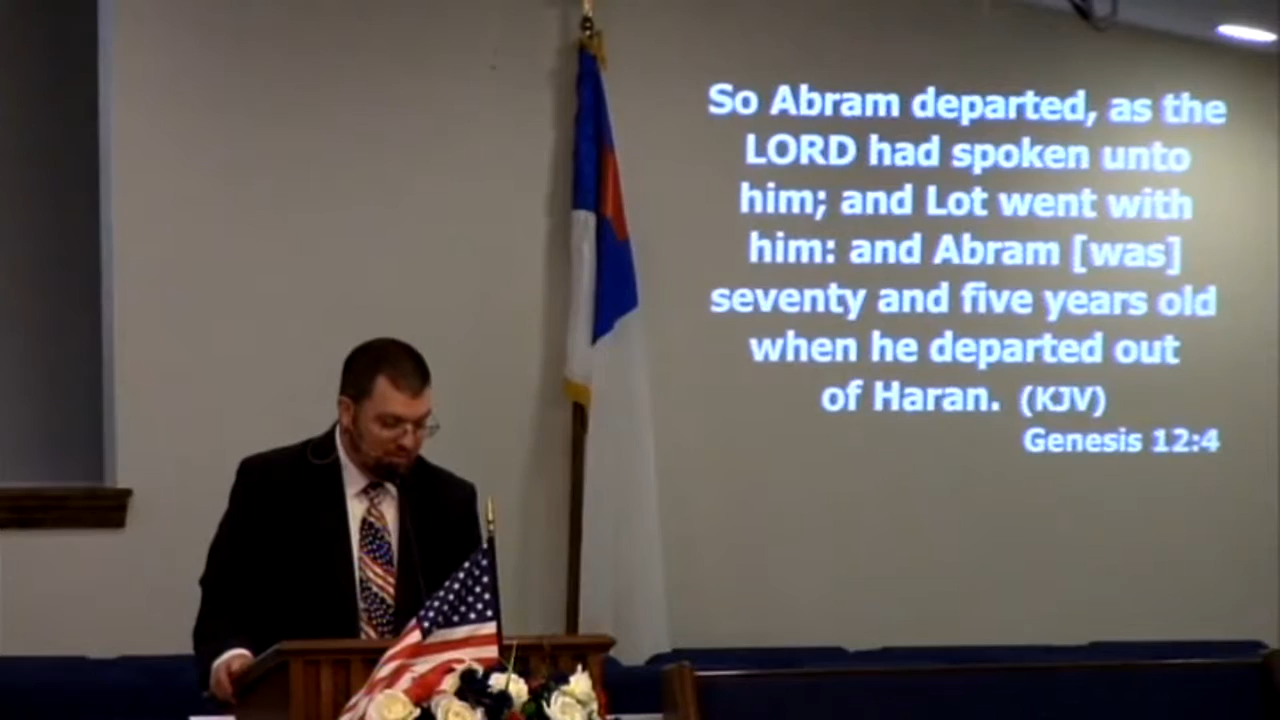 So Abram departed, as the
LORD had spoken unto
him; and Lot went with
him: and Abram [was]
seventy and five years old
when he departed out
of Haran. (KJV)
Genesis 12:4